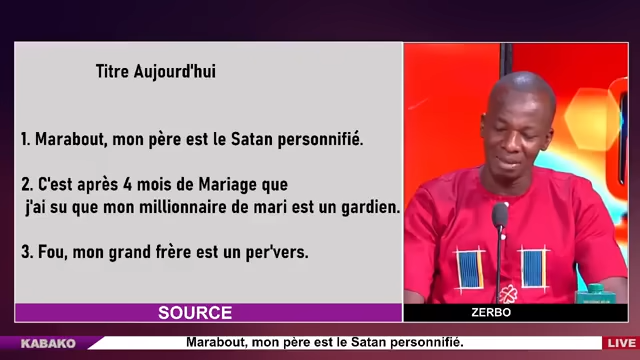 Titre Aujourd'hui
1. Marabout, mon père est le Satan personnifié.
2. C'est après 4 mois de Mariage que
j'ai su que mon millionnaire de mari est un gardien.
3. Fou, mon grand frère est un per'vers.
SOURCE
ZERBO
KABAKO
Marabout, mon père est le Satan personnifié.
LIVE